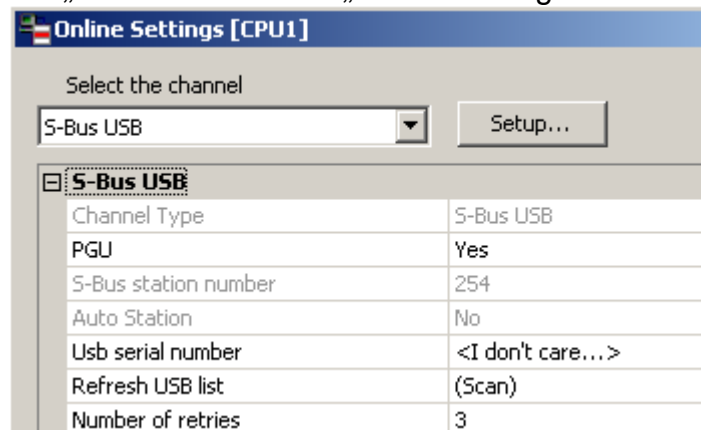 Online Settings [CPU1]
Select the channel
S-Bus USB Setup...
S-Bus USB
Channel Type S-Bus USB
PGU Yes
S-Bus station number 254
Auto Station No
Usb serial number <I don't care...>
Refresh USB list (Scan)
Number of retries 3